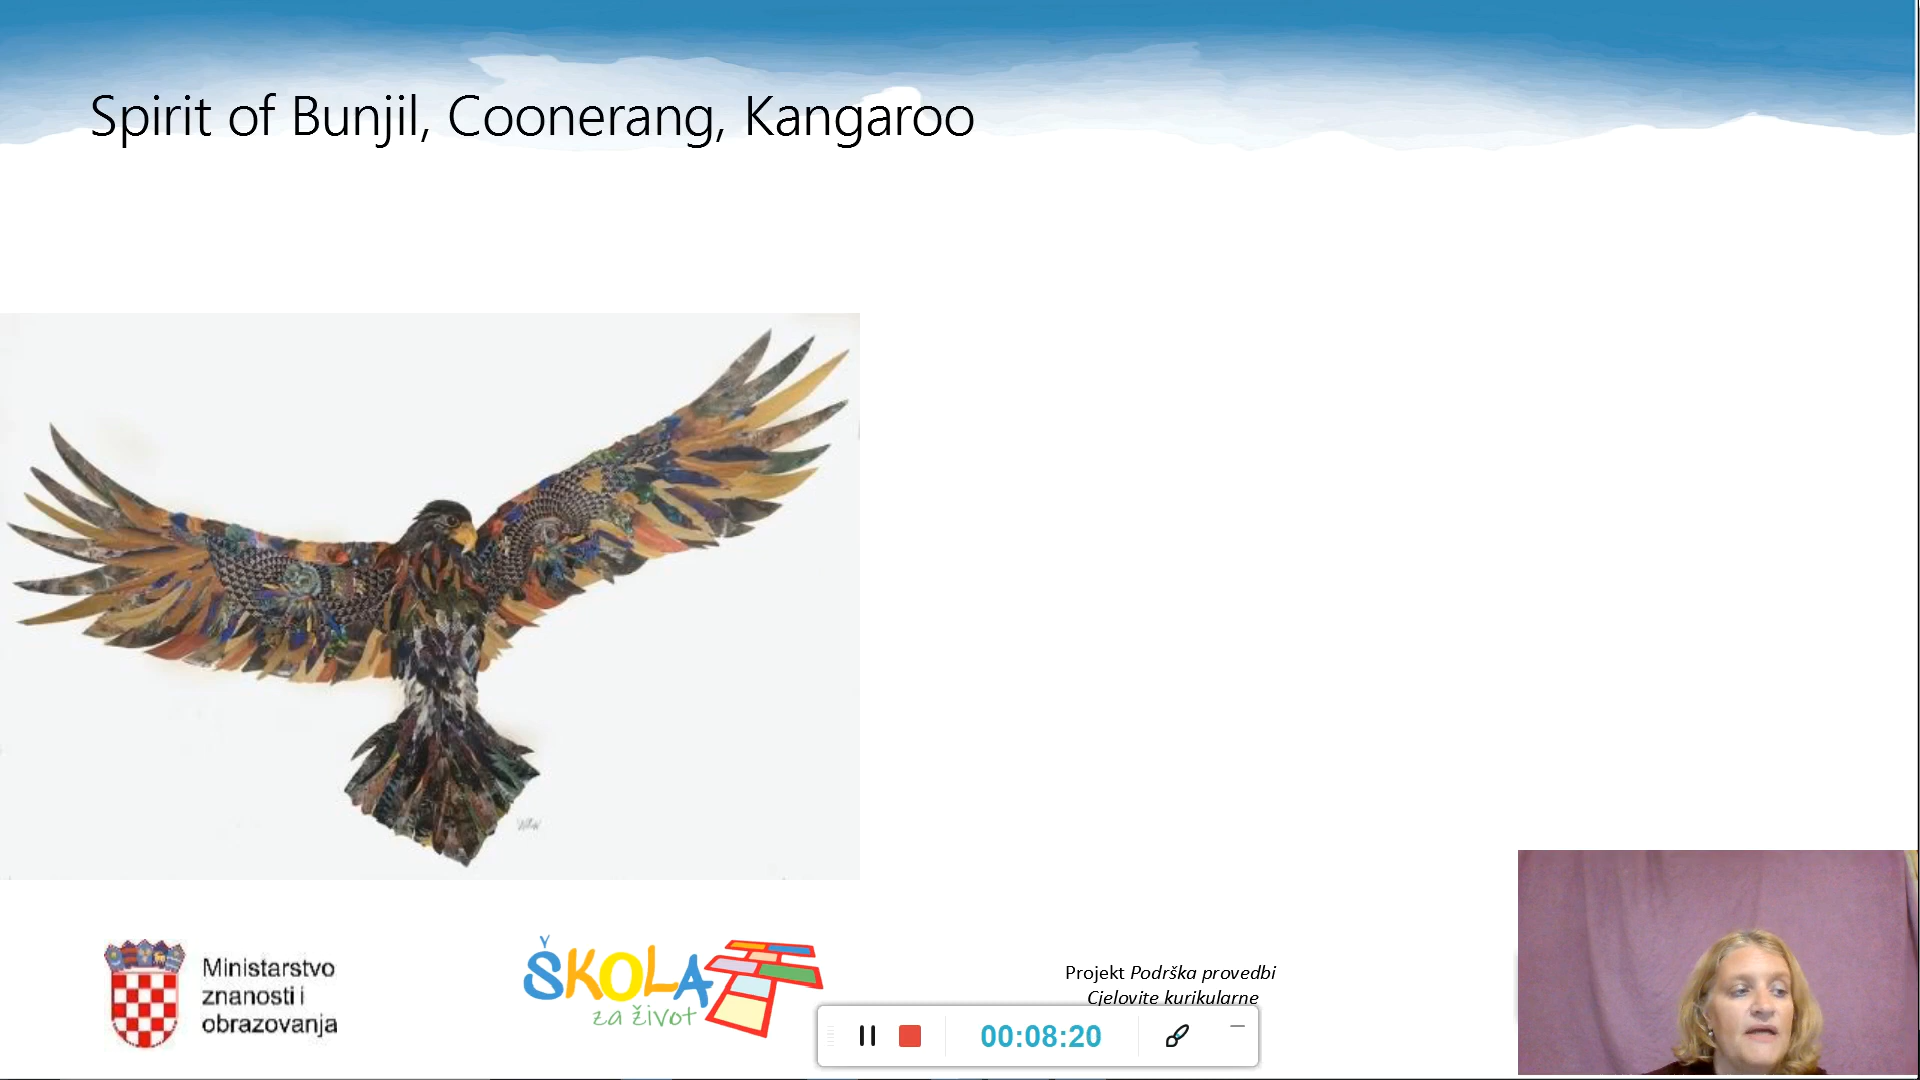 Spirit of Bunjil, Coonerang, Kangaroo
Ministarstvo
znanosti i
obrazovanja
ŠKOLA
za život
Projekt Podrška provedbi
Cjelovite kurikularne
00:08:20